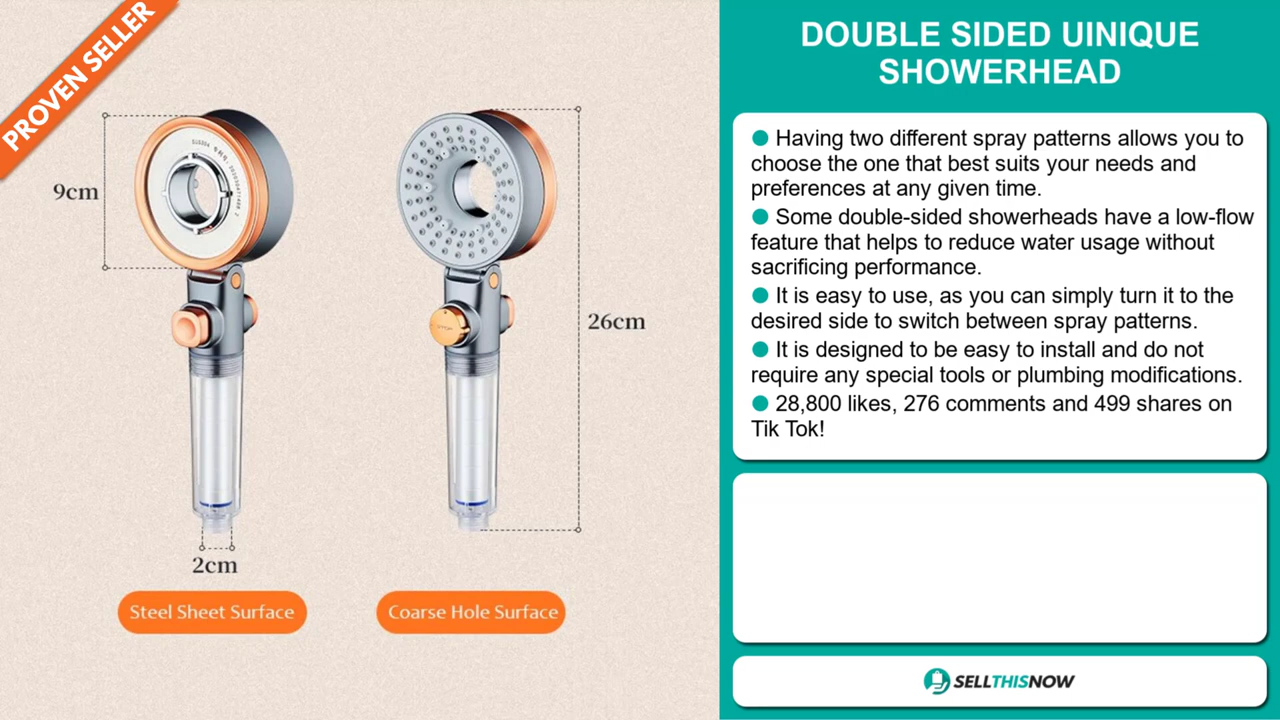 PROVEN SELLER
DOUBLE SIDED UINIQUE
SHOWERHEAD
9cm
26cm
2cm
Steel Sheet Surface
Coarse Hole Surface
● Having two different spray patterns allows you to
choose the one that best suits your needs and
preferences at any given time.
● Some double-sided showerheads have a low-flow
feature that helps to reduce water usage without
sacrificing performance.
● It is easy to use, as you can simply turn it to the
desired side to switch between spray patterns.
● It is designed to be easy to install and do not
require any special tools or plumbing modifications.
● 28,800 likes, 276 comments and 499 shares on
Tik Tok!
SELLTHISNOW